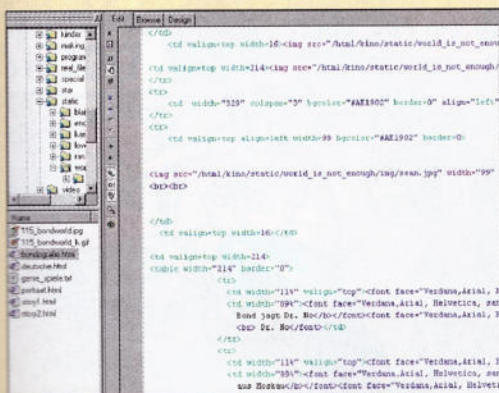 Edit Browse Design
kinder
making
program
real_file
special
star
static
video
Name
115_bondworld.jpg
115_bondworld_k.gif
bondografie.html
deutsche.html
genie_spiele.txt
portraet.html
story1.html
story2.html
</td>
<td valign=top width=16><img src="/html/kino/static/world_is_not_enou
<td valign=top width=214><img src="/html/kino/static/world_is_not_enough/
</tr>
<tr>
<td width="329" colspan="3" bgcolor="#AE1902" border=0" align="left"
</tr>
<tr>
<td valign=top align=left width=99 bgcolor="#AE1902" border=0>
<img src="/html/kino/static/world_is_not_enough/img/sean.jpg" width="99"
<br><br>
</td>
<td valign=top width=16></td>
<td valign=top width=214>
<table width="214" border="0">
<tr>
<td width="11%" valign="top"><font face="Verdana,Arial, H
<td width="89%"><font face="Verdana,Arial, Helvetica, san
Bond jagt Dr. No</b></font><font face="Verdana,Arial, H
<br> Dr. No</font></td>
</tr>
<tr>
<td width="11%" valign="top"><font face="Verdana,Arial, H
<td width="89%"><font face="Verdana,Arial, Helvetica, san
aus Moskau</b></font><font face="Verdana,Arial, Helveti